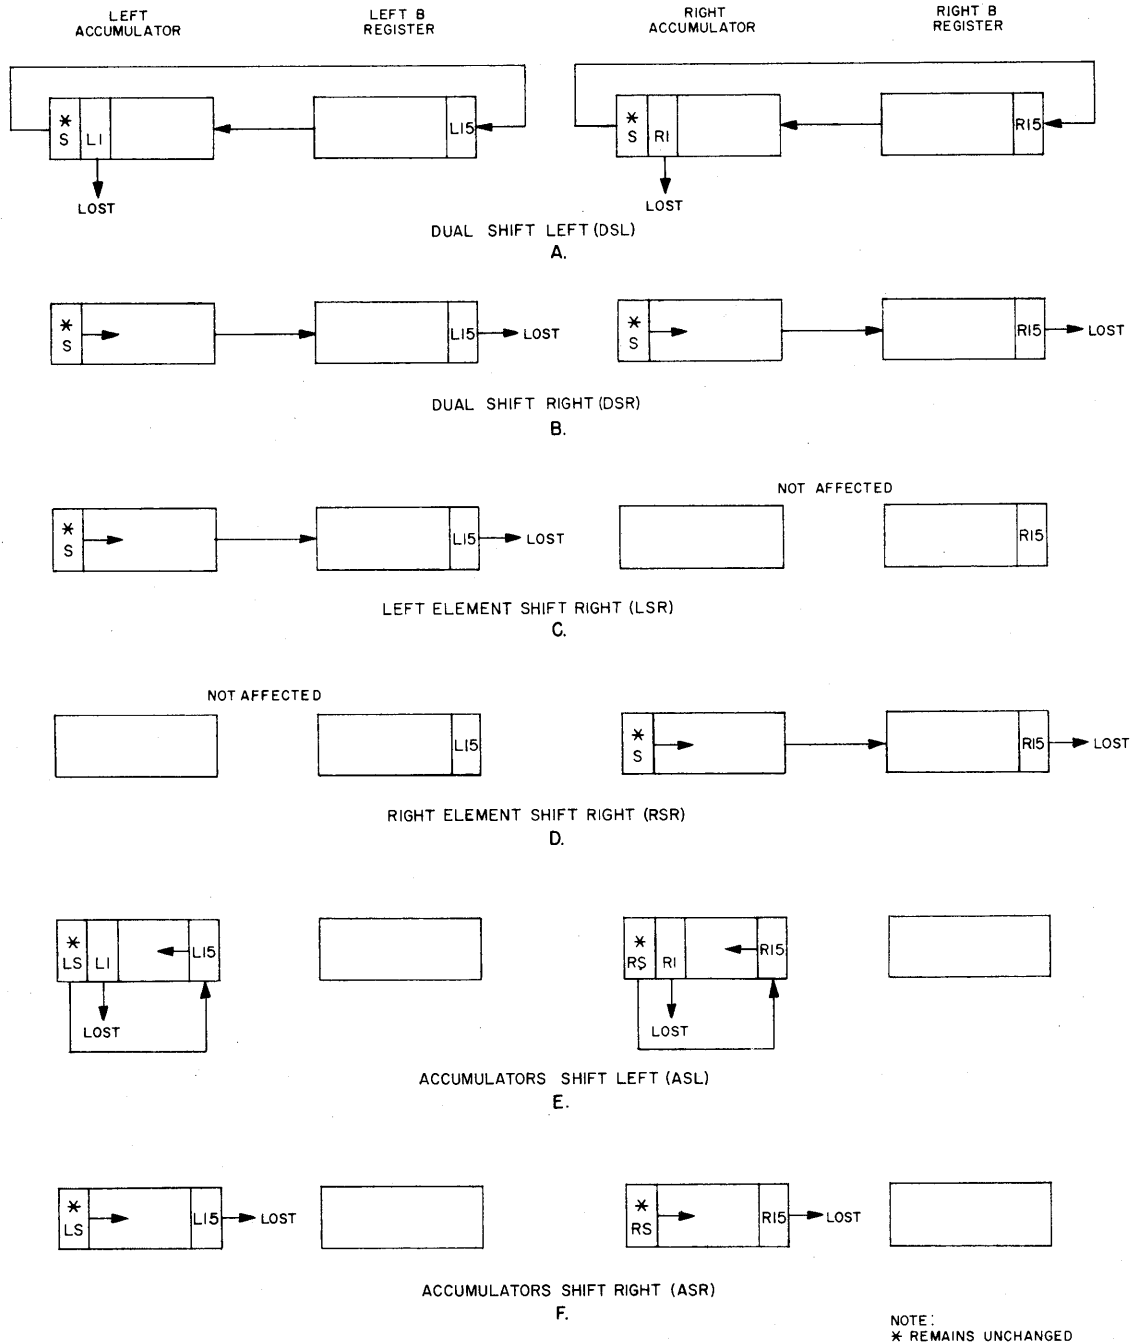 LEFT ACCUMULATOR
LEFT B REGISTER
RIGHT ACCUMULATOR
RIGHT B REGISTER
* S L1
L15
* S R1
R15
LOST
LOST
DUAL SHIFT LEFT (DSL)
A.
* S
L15
LOST
* S
R15
LOST
DUAL SHIFT RIGHT (DSR)
B.
NOT AFFECTED
* S
L15
LOST
R15
LEFT ELEMENT SHIFT RIGHT (LSR)
C.
NOT AFFECTED
L15
* S
R15
LOST
RIGHT ELEMENT SHIFT RIGHT (RSR)
D.
* LS L1 L15
* RS R1 R15
LOST
LOST
ACCUMULATORS SHIFT LEFT (ASL)
E.
* LS L15 LOST
* RS R15 LOST
ACCUMULATORS SHIFT RIGHT (ASR)
F.
NOTE:
* REMAINS UNCHANGED